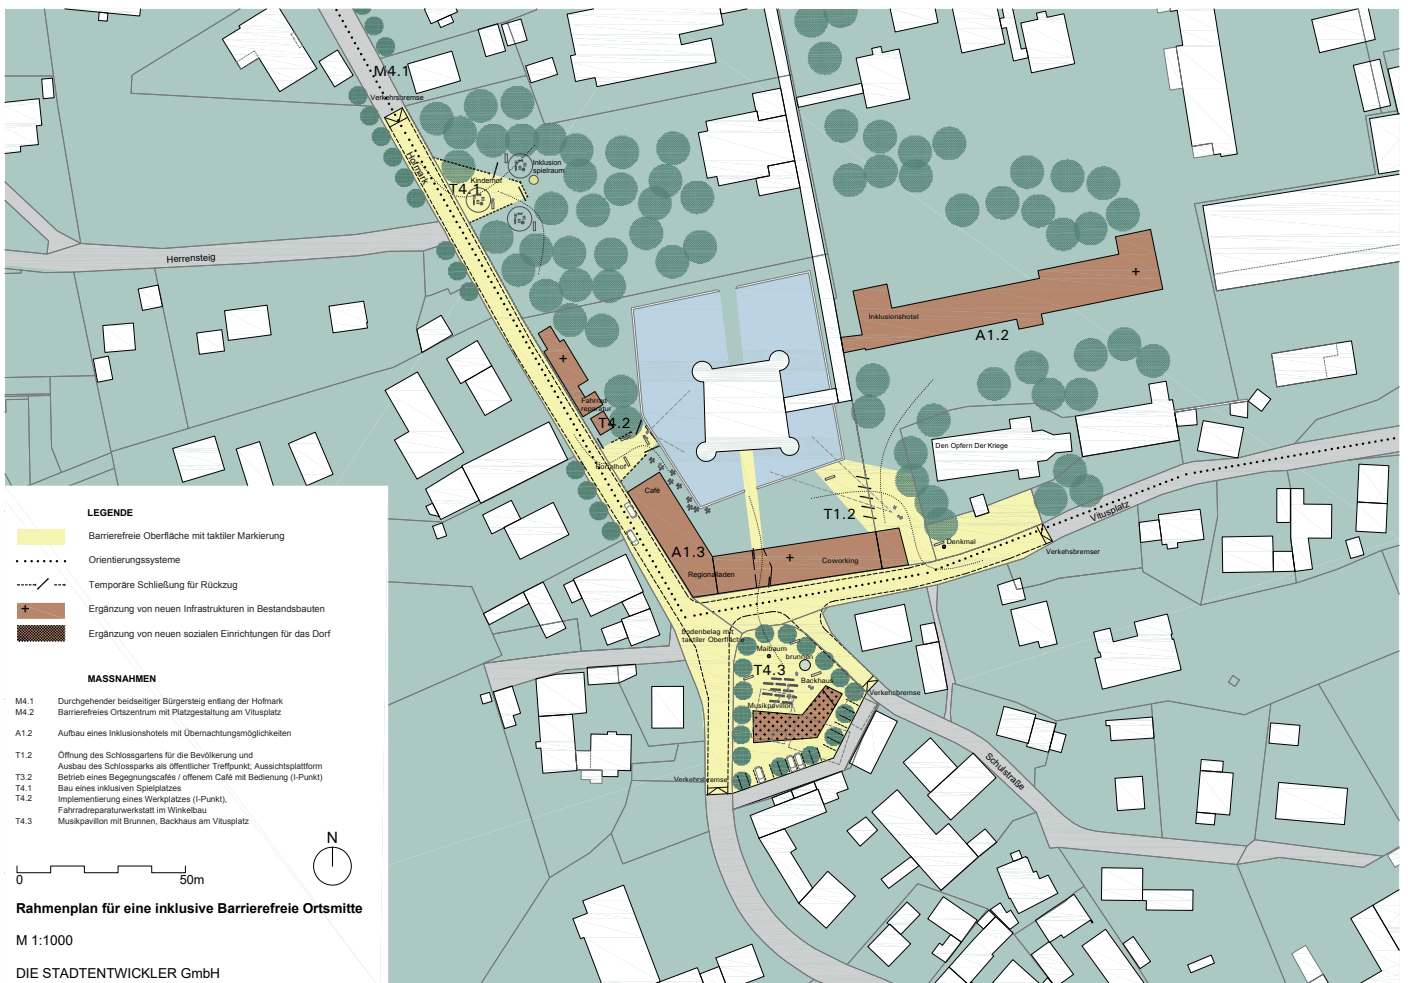 M4.1
Verkehrsbremse
Hofmark
Inklusion
spielraum
Kinderhof
T4.1
Herrensteig
Inklusionshotel
A1.2
Fahrrad
reparatur
T4.2
Den Opfern Der Kriege
Café
T1.2
Vitusplatz
Denkmal
Verkehsbremser
A1.3
Regionalladen
Coworking
Bodenbelag mit
taktiler Oberfläche
Maibaum
brunnen
T4.3
Backhaus
Musikpavillon
Verkehrsbremse
Verkehrsbremse
Schulstraße
LEGENDE
Barrierefreie Oberfläche mit taktiler Markierung
Orientierungssysteme
Temporäre Schließung für Rückzug
Ergänzung von neuen Infrastrukturen in Bestandsbauten
Ergänzung von neuen sozialen Einrichtungen für das Dorf
MASSNAHMEN
M4.1 Durchgehender beidseitiger Bürgersteig entlang der Hofmark
M4.2 Barrierefreies Ortszentrum mit Platzgestaltung am Vitusplatz
A1.2 Aufbau eines Inklusionshotels mit Übernachtungsmöglichkeiten
T1.2 Öffnung des Schlossgartens für die Bevölkerung und
Ausbau des Schlossparks als öffentlicher Treffpunkt; Aussichtsplattform
T3.2 Betrieb eines Begegnungscafés / offenem Café mit Bedienung (I-Punkt)
T4.1 Bau eines inklusiven Spielplatzes
T4.2 Implementierung eines Werkplatzes (I-Punkt),
Fahrradreparaturwerkstatt im Winkelbau
T4.3 Musikpavillon mit Brunnen, Backhaus am Vitusplatz
N
0 50m
Rahmenplan für eine inklusive Barrierefreie Ortsmitte
M 1:1000
DIE STADTENTWICKLER GmbH